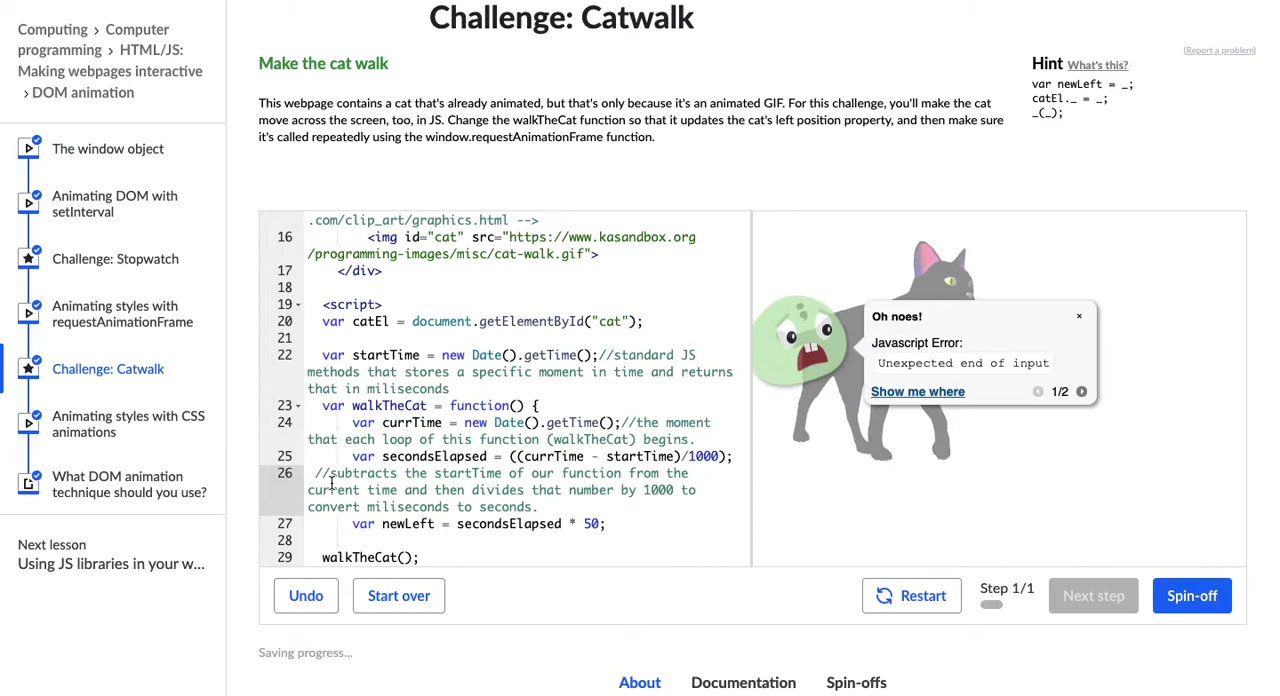 Computing › Computer
programming › HTML/JS:
Making webpages interactive
› DOM animation
The window object
Animating DOM with
setInterval
Challenge: Stopwatch
Animating styles with
requestAnimationFrame
Challenge: Catwalk
Animating styles with CSS
animations
What DOM animation
technique should you use?
Next lesson
Using JS libraries in your w...
Challenge: Catwalk
(Report a problem)
Make the cat walk
This webpage contains a cat that's already animated, but that's only because it's an animated GIF. For this challenge, you'll make the cat
move across the screen, too, in JS. Change the walkTheCat function so that it updates the cat's left position property, and then make sure
it's called repeatedly using the window.requestAnimationFrame function.
Hint What's this?
var newLeft = _;
catEl._ = _;
_(_);
.com/clip_art/graphics.html -->
16 <img id="cat" src="https://www.kasandbox.org
/programming-images/misc/cat-walk.gif">
17 </div>
18
19 <script>
20 var catEl = document.getElementById("cat");
21
22 var startTime = new Date().getTime();//standard JS
methods that stores a specific moment in time and returns
that in miliseconds
23 var walkTheCat = function() {
24 var currTime = new Date().getTime();//the moment
that each loop of this function (walkTheCat) begins.
25 var secondsElapsed = ((currTime - startTime)/1000);
26 //subtracts the startTime of our function from the
current time and then divides that number by 1000 to
convert miliseconds to seconds.
27 var newLeft = secondsElapsed * 50;
28
29 walkTheCat();
Oh noes!
×
Javascript Error:
Unexpected end of input
Show me where
1/2
Undo
Start over
Restart
Step 1/1
Next step
Spin-off
Saving progress...
About
Documentation
Spin-offs